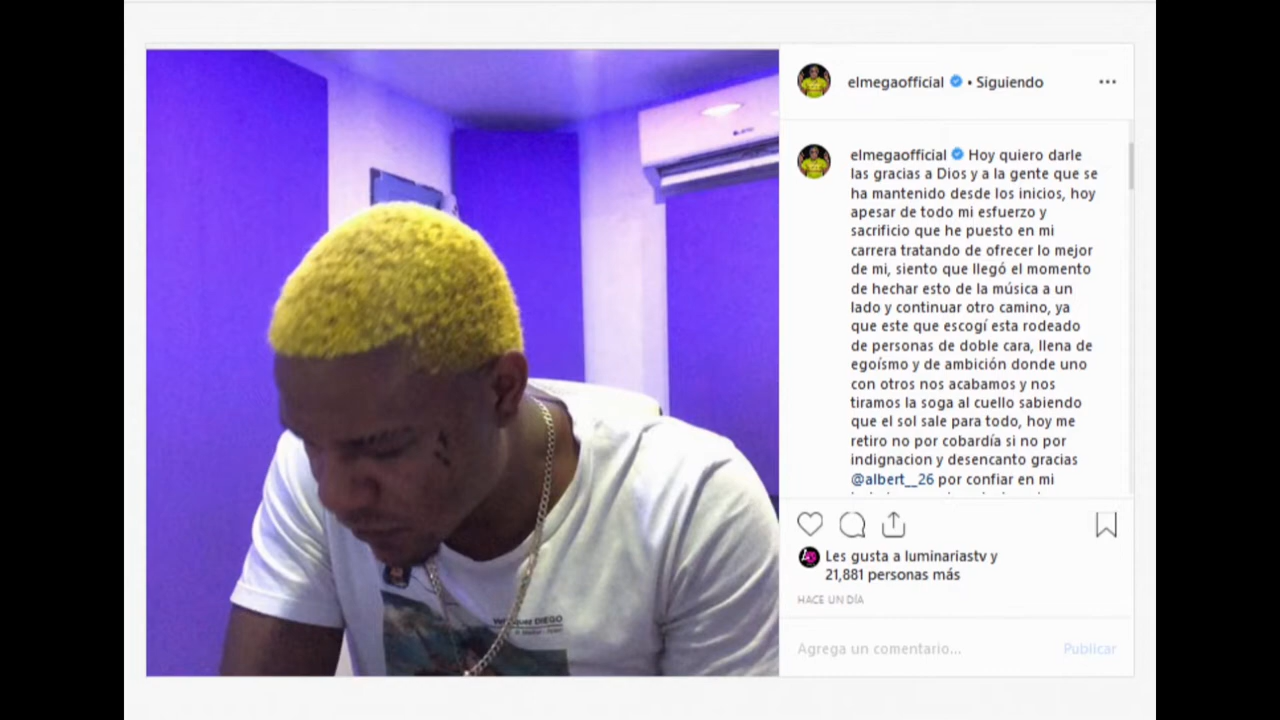 elmegaofficial • Siguiendo
elmegaofficial Hoy quiero darle
las gracias a Dios y a la gente que se
ha mantenido desde los inicios, hoy
apesar de todo mi esfuerzo y
sacrificio que he puesto en mi
carrera tratando de ofrecer lo mejor
de mi, siento que llegó el momento
de hechar esto de la música a un
lado y continuar otro camino, ya
que este que escogí esta rodeado
de personas de doble cara, llena de
egoísmo y de ambición donde uno
con otros nos acabamos y nos
tiramos la soga al cuello sabiendo
que el sol sale para todo, hoy me
retiro no por cobardía si no por
indignacion y desencanto gracias
@albert__26 por confiar en mi
Les gusta a luminariastv y
21,881 personas más
HACE UN DÍA
Agrega un comentario...
Publicar
DIEGO